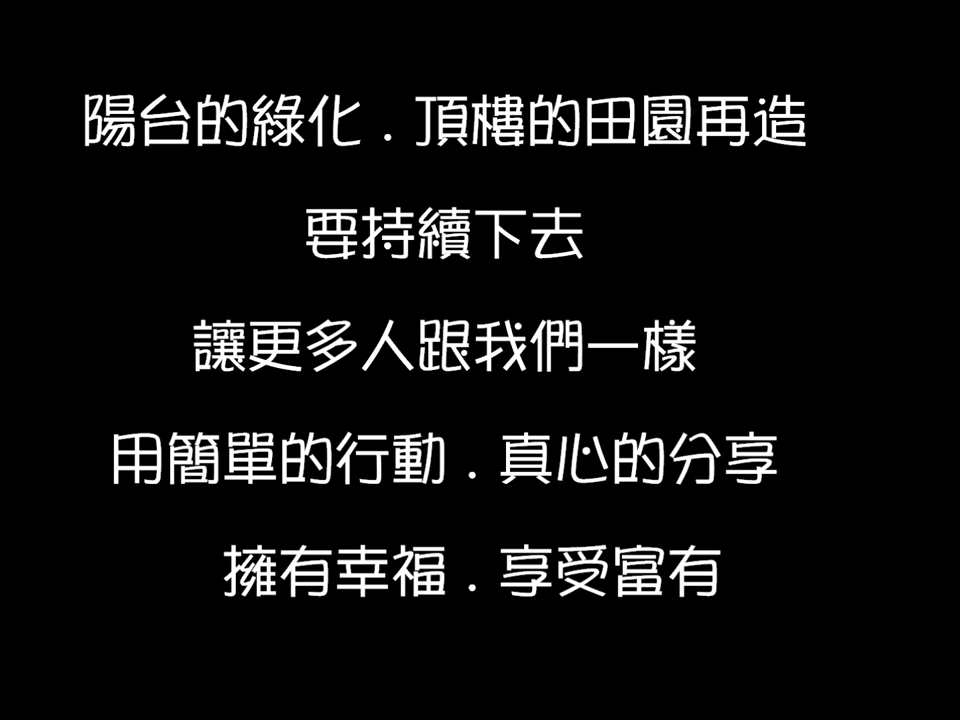 陽台的綠化．頂樓的田園再造
要持續下去
讓更多人跟我們一樣
用簡單的行動．真心的分享
擁有幸福．享受富有